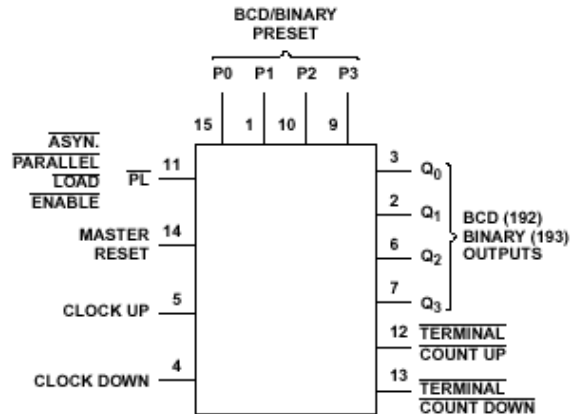 BCD/BINARY
PRESET
P0 P1 P2 P3
15 1 10 9
ASYN.
PARALLEL
LOAD
ENABLE
11
PL
MASTER
RESET
14
CLOCK UP
5
CLOCK DOWN
4
3
Q0
2
Q1
6
Q2
7
Q3
BCD (192)
BINARY (193)
OUTPUTS
12
TERMINAL
COUNT UP
13
TERMINAL
COUNT DOWN